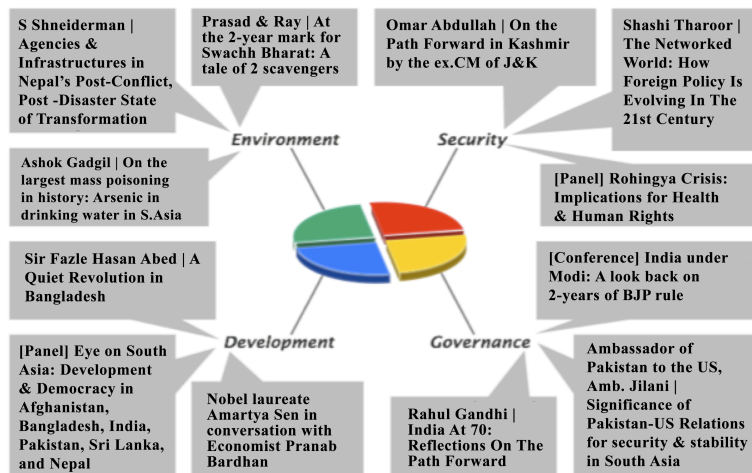 S Shneiderman |
Agencies &
Infrastructures in
Nepal's Post-Conflict,
Post -Disaster State
of Transformation
Prasad & Ray | At
the 2-year mark for
Swachh Bharat: A
tale of 2 scavengers
Omar Abdullah | On the
Path Forward in Kashmir
by the ex.CM of J&K
Shashi Tharoor |
The Networked
World: How
Foreign Policy Is
Evolving In The
21st Century
Environment
Security
Ashok Gadgil | On the
largest mass poisoning
in history: Arsenic in
drinking water in S.Asia
[Panel] Rohingya Crisis:
Implications for Health
& Human Rights
Sir Fazle Hasan Abed | A
Quiet Revolution in
Bangladesh
[Conference] India under
Modi: A look back on
2-years of BJP rule
Development
Governance
[Panel] Eye on South
Asia: Development
& Democracy in
Afghanistan,
Bangladesh, India,
Pakistan, Sri Lanka,
and Nepal
Nobel laureate
Amartya Sen in
conversation with
Economist Pranab
Bardhan
Rahul Gandhi |
India At 70:
Reflections On The
Path Forward
Ambassador of
Pakistan to the US,
Amb. Jilani |
Significance of
Pakistan-US Relations
for security & stability
in South Asia